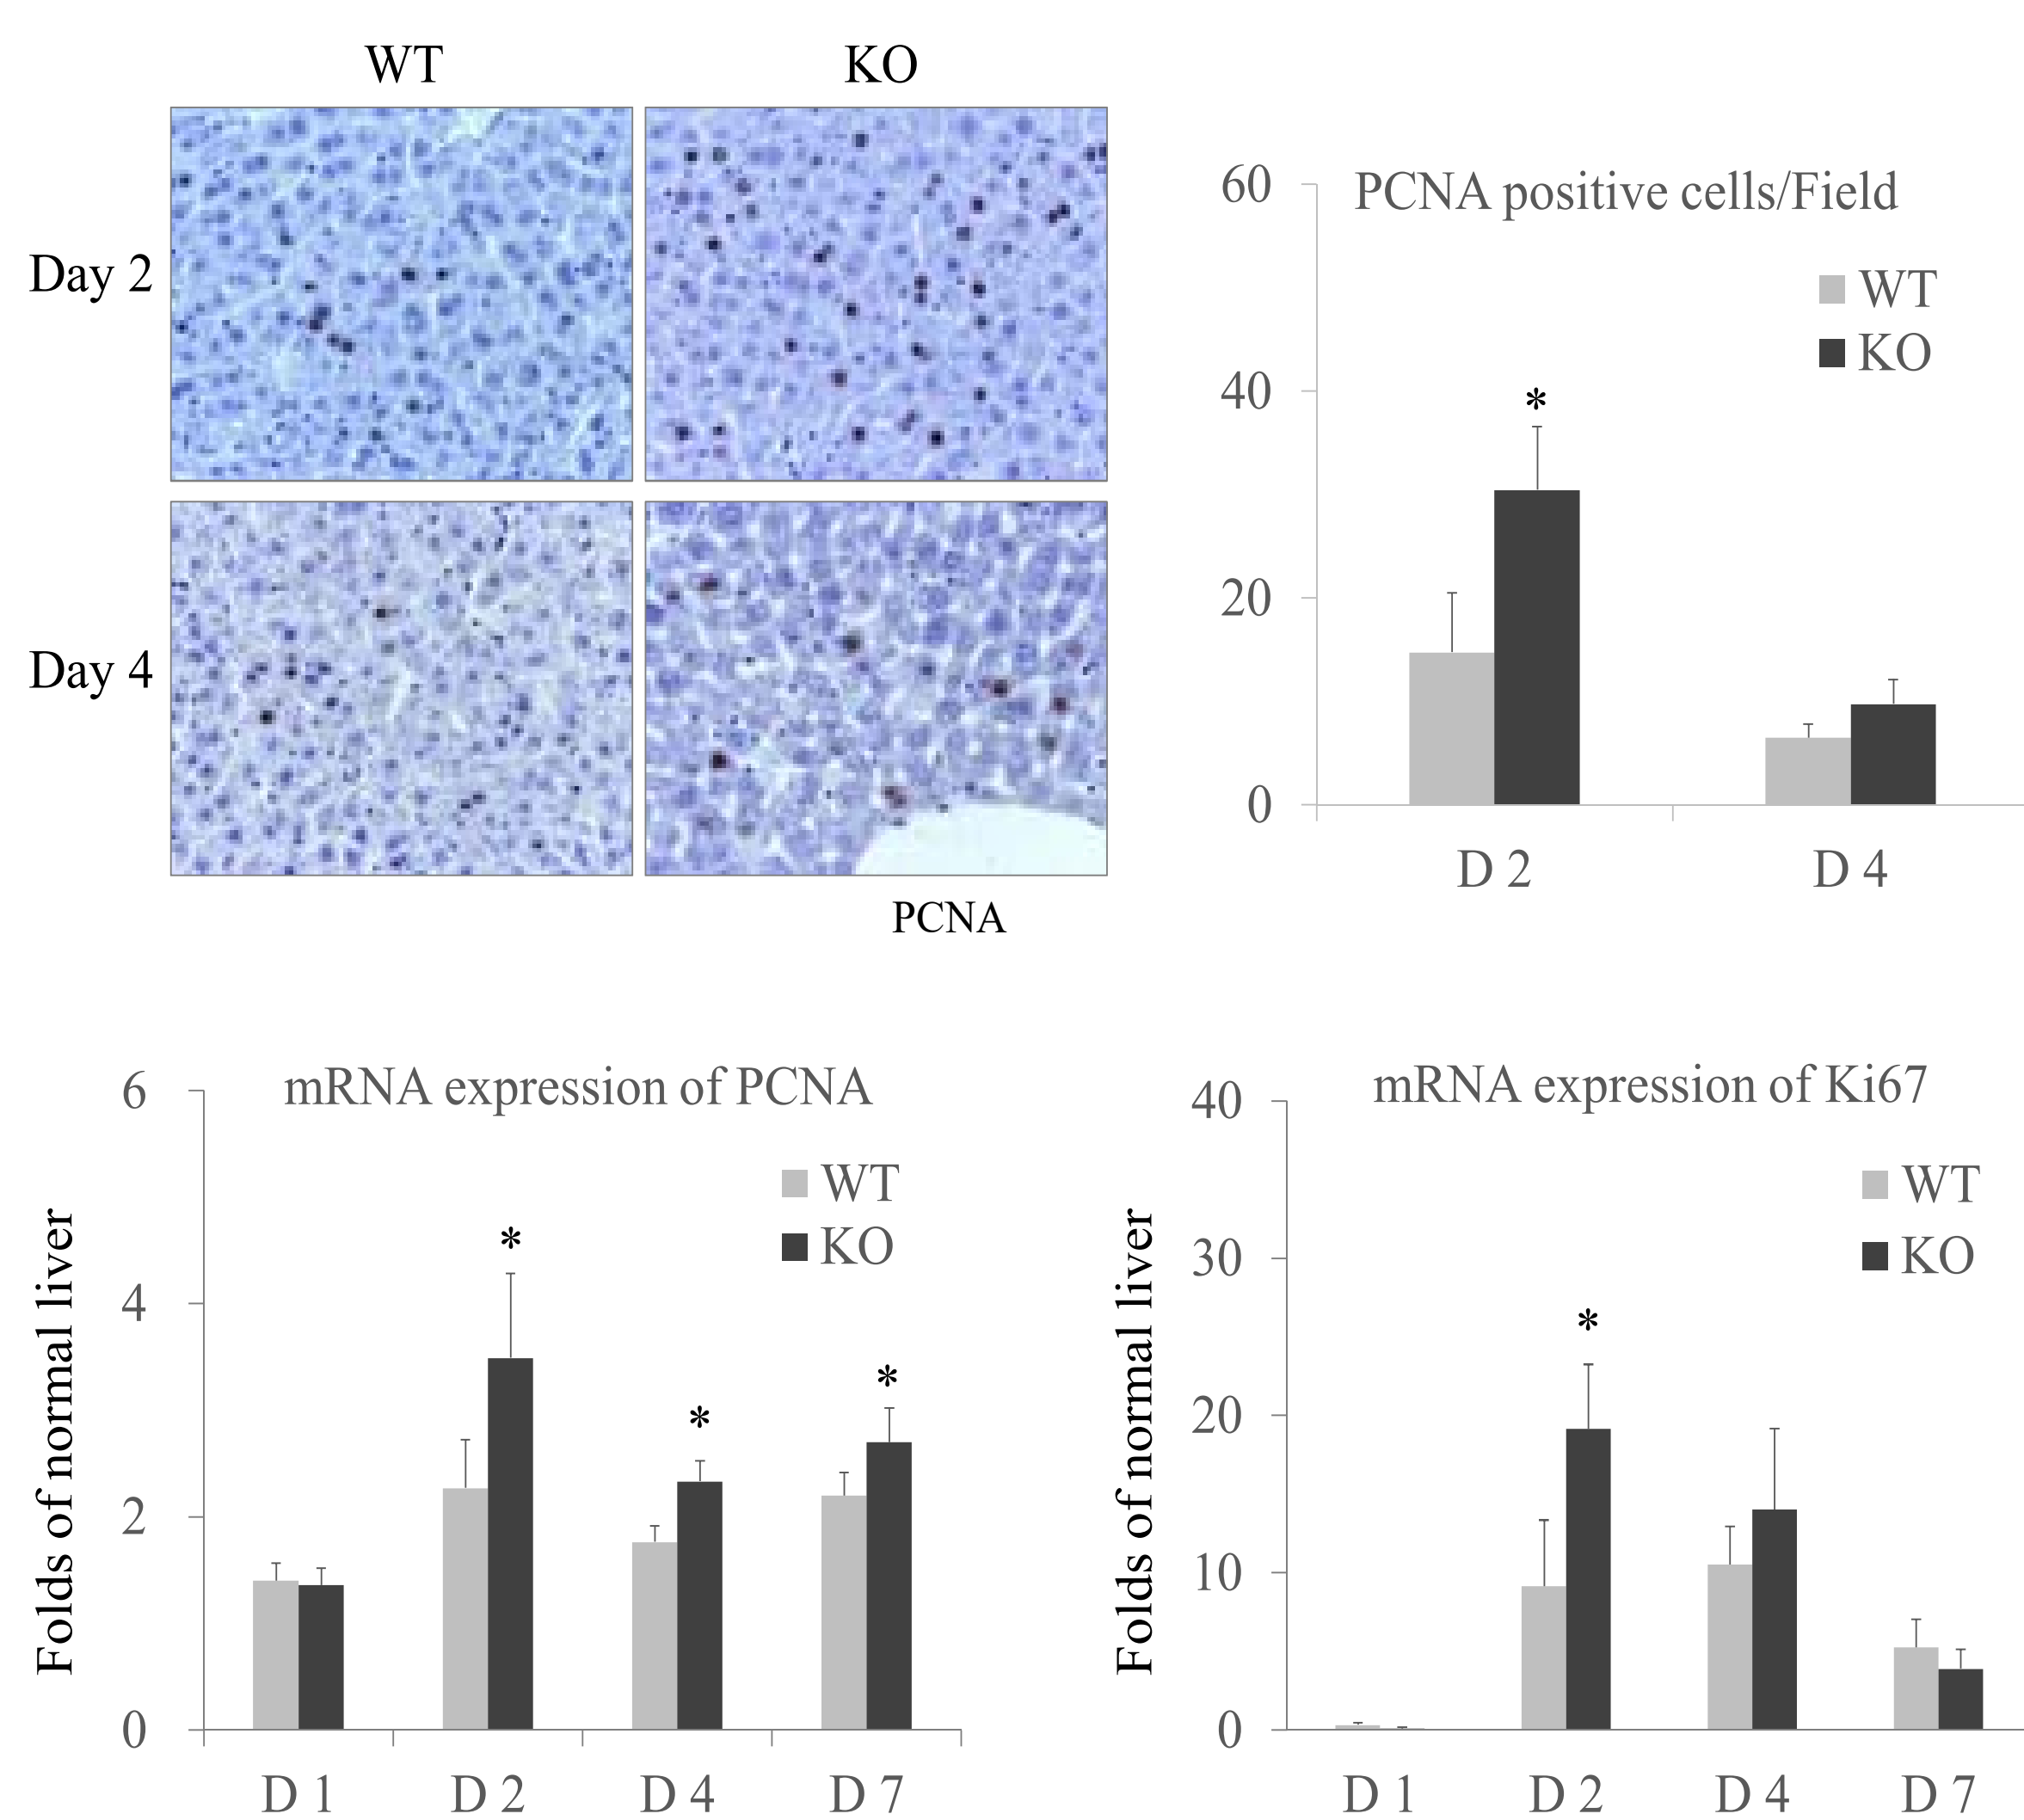 WT KO
Day 2
Day 4
PCNA
PCNA positive cells/Field
60
40
20
0
WT
KO
*
D 2 D 4
mRNA expression of PCNA
Folds of normal liver
6
4
2
0
WT
KO
*
*
*
D 1 D 2 D 4 D 7
mRNA expression of Ki67
Folds of normal liver
40
30
20
10
0
WT
KO
*
D 1 D 2 D 4 D 7